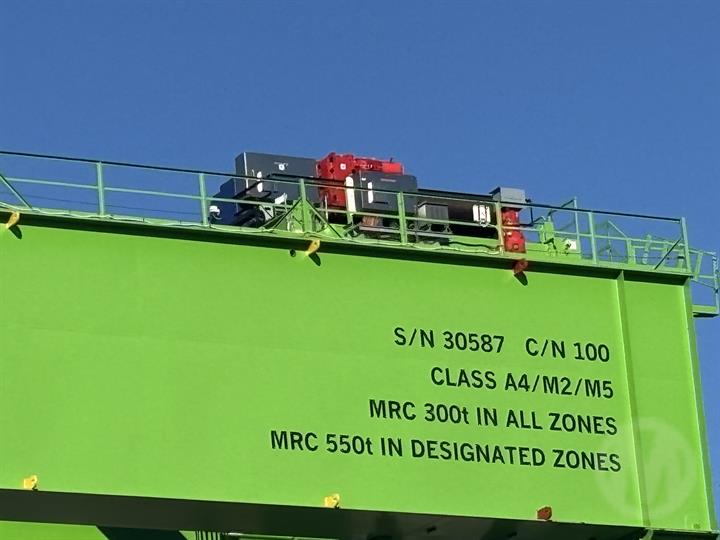 S/N 30587 C/N 100
CLASS A4/M2/M5
MRC 300t IN ALL ZONES
MRC 550t IN DESIGNATED ZONES